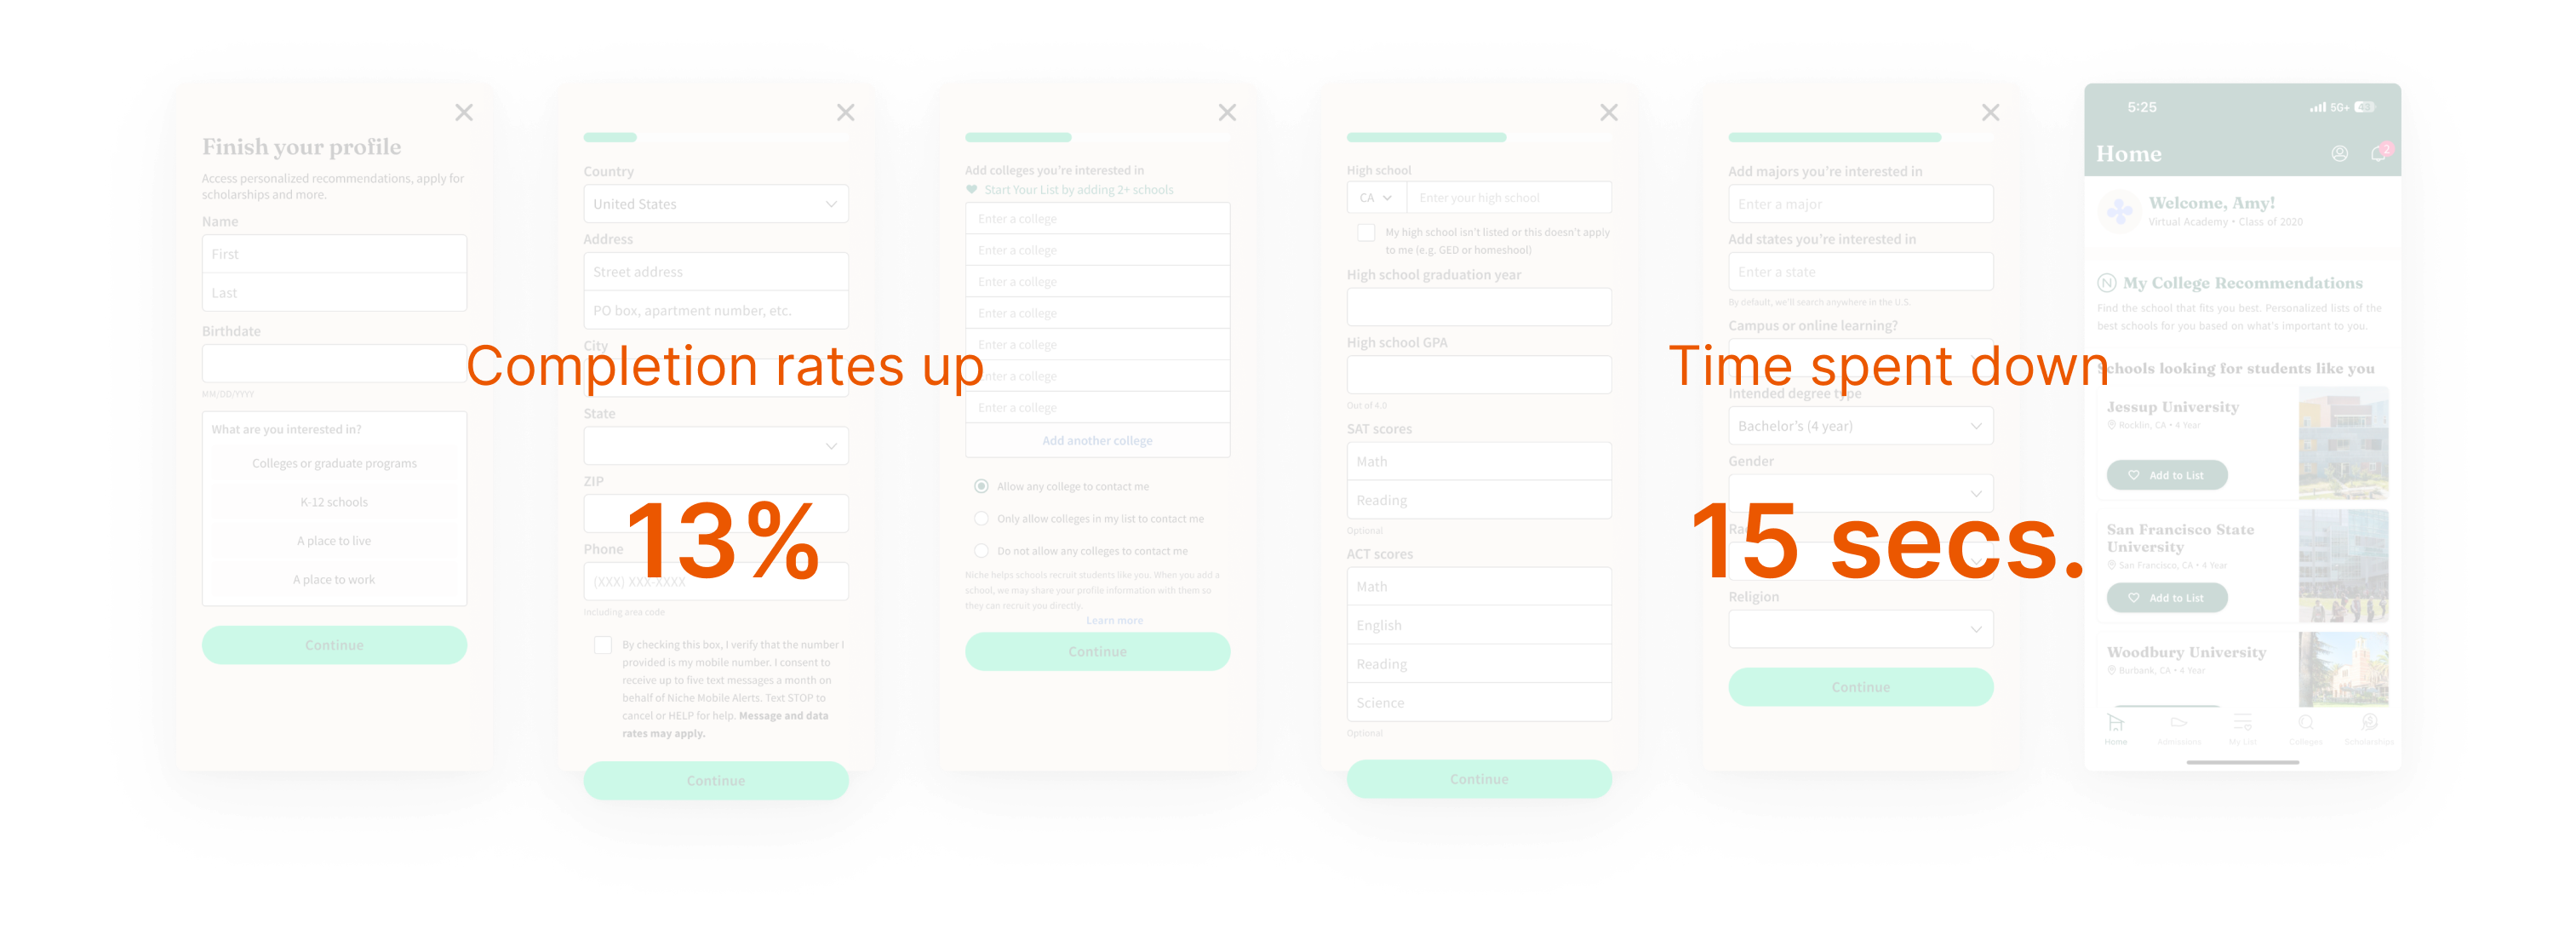 Finish your profile
Access personalized recommendations, apply for
scholarships and more.
Name
First
Last
Birthdate
MM/DD/YYYY
What are you interested in?
Colleges or graduate programs
K-12 schools
A place to live
A place to work
Continue
Completion rates up
13%
Country
United States
Address
Street address
PO box, apartment number, etc.
City
State
ZIP
Phone
(XXX) XXX-XXXX
Including area code
By checking this box, I verify that the number I
provided is my mobile number. I consent to
receive up to five text messages a month on
behalf of Niche Mobile Alerts. Text STOP to
cancel or HELP for help. Message and data
rates may apply.
Continue
Add colleges you're interested in
Start Your List by adding 2+ schools
Enter a college
Enter a college
Enter a college
Enter a college
Enter a college
Enter a college
Enter a college
Add another college
Allow any college to contact me
Only allow colleges in my list to contact me
Do not allow any colleges to contact me
Niche helps schools recruit students like you. When you add a
school, we may share your profile information with them so
they can recruit you directly.
Learn more
Continue
High school
CA
Enter your high school
My high school isn't listed or this doesn't apply
to me (e.g. GED or homeshool)
High school graduation year
High school GPA
Out of 4.0
SAT scores
Math
Reading
Optional
ACT scores
Math
English
Reading
Science
Optional
Continue
Time spent down
15 secs.
Add majors you're interested in
Enter a major
Add states you're interested in
Enter a state
By default, we'll search anywhere in the U.S.
Campus or online learning?
Intended degree type
Bachelor's (4 year)
Gender
Religion
Continue
5:25
5G+
Home
2
Welcome, Amy!
Virtual Academy • Class of 2020
My College Recommendations
Find the school that fits you best. Personalized lists of the
best schools for you based on what's important to you.
Schools looking for students like you
Jessup University
Rocklin, CA • 4 Year
Add to List
San Francisco State
University
San Francisco, CA • 4 Year
Add to List
Woodbury University
Burbank, CA • 4 Year
Home
Admissions
My List
Colleges
Scholarships